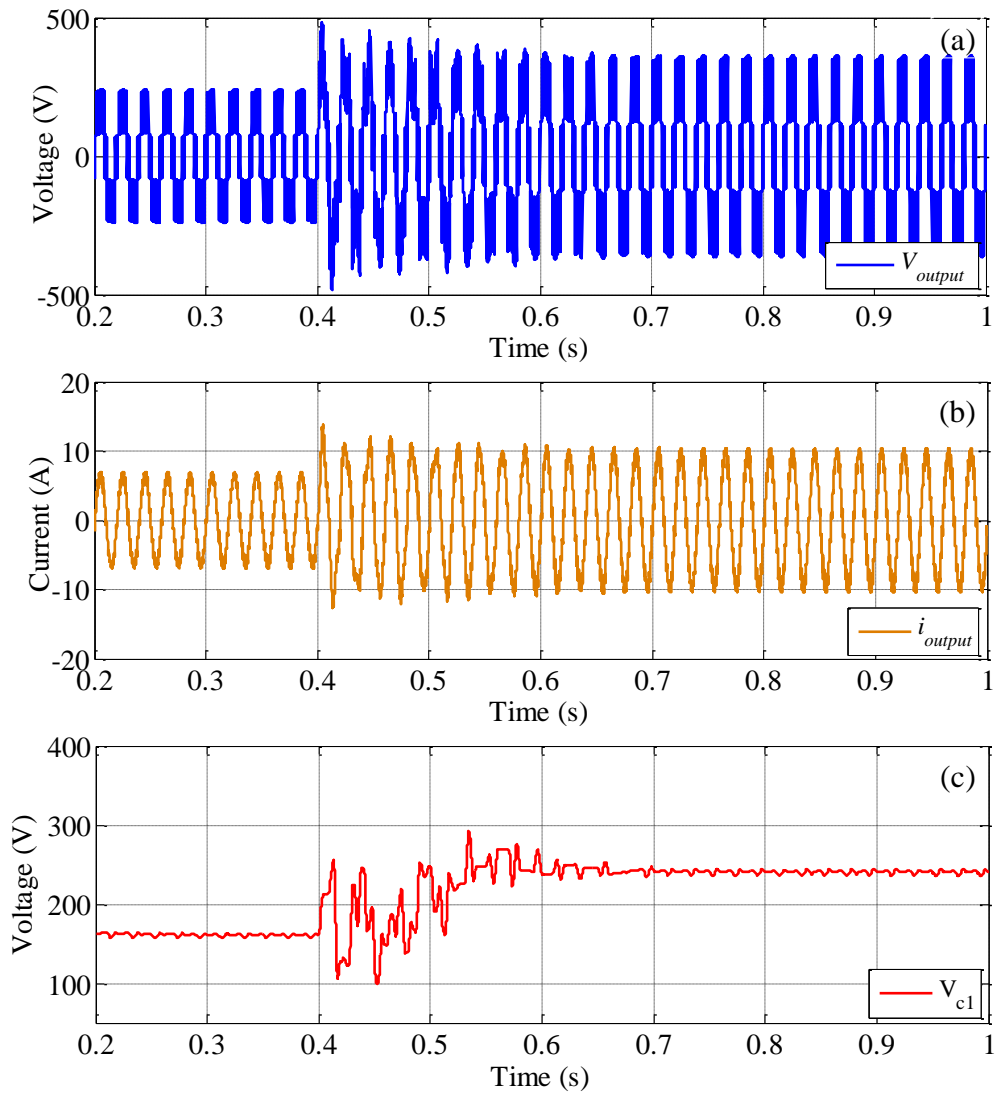 (a)
Voltage (V)
500
0
-500
V_output
0.2 0.3 0.4 0.5 0.6 0.7 0.8 0.9 1
Time (s)
(b)
Current (A)
20
10
0
-10
-20
i_output
0.2 0.3 0.4 0.5 0.6 0.7 0.8 0.9 1
Time (s)
(c)
Voltage (V)
400
300
200
100
V_c1
0.2 0.3 0.4 0.5 0.6 0.7 0.8 0.9 1
Time (s)